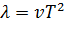 λ = vT²